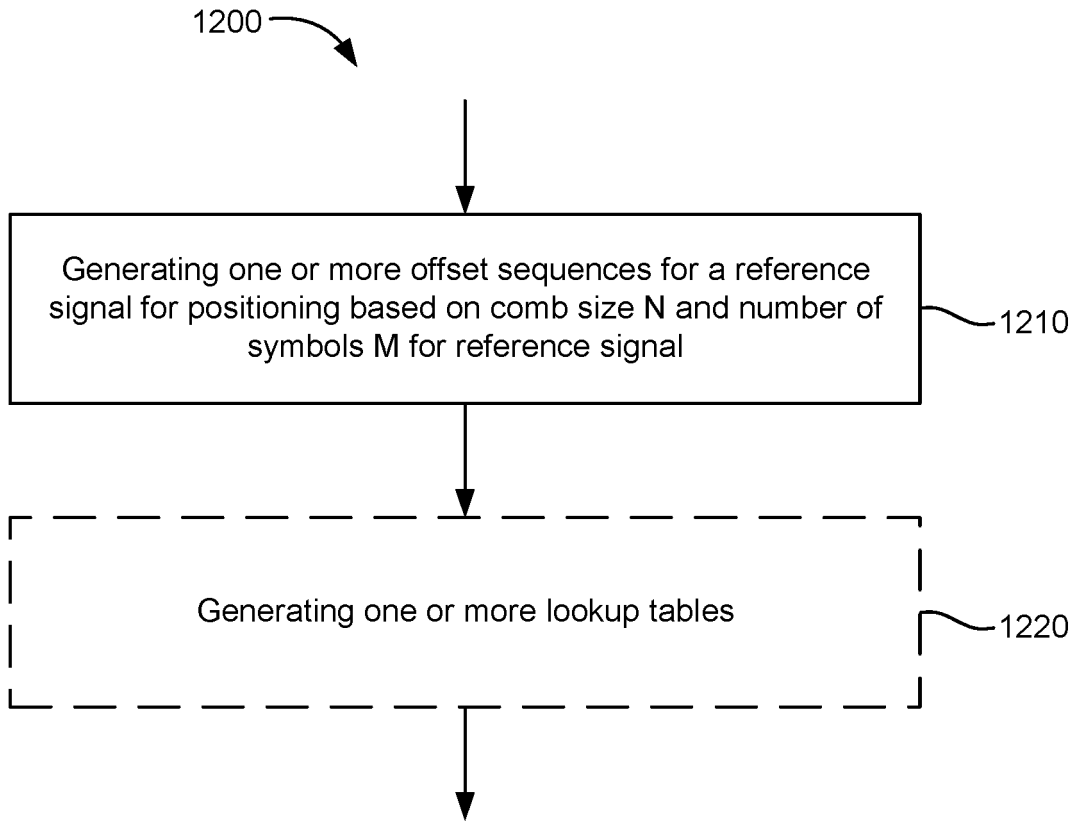 1200
Generating one or more offset sequences for a reference
signal for positioning based on comb size N and number of
symbols M for reference signal
1210
Generating one or more lookup tables
1220